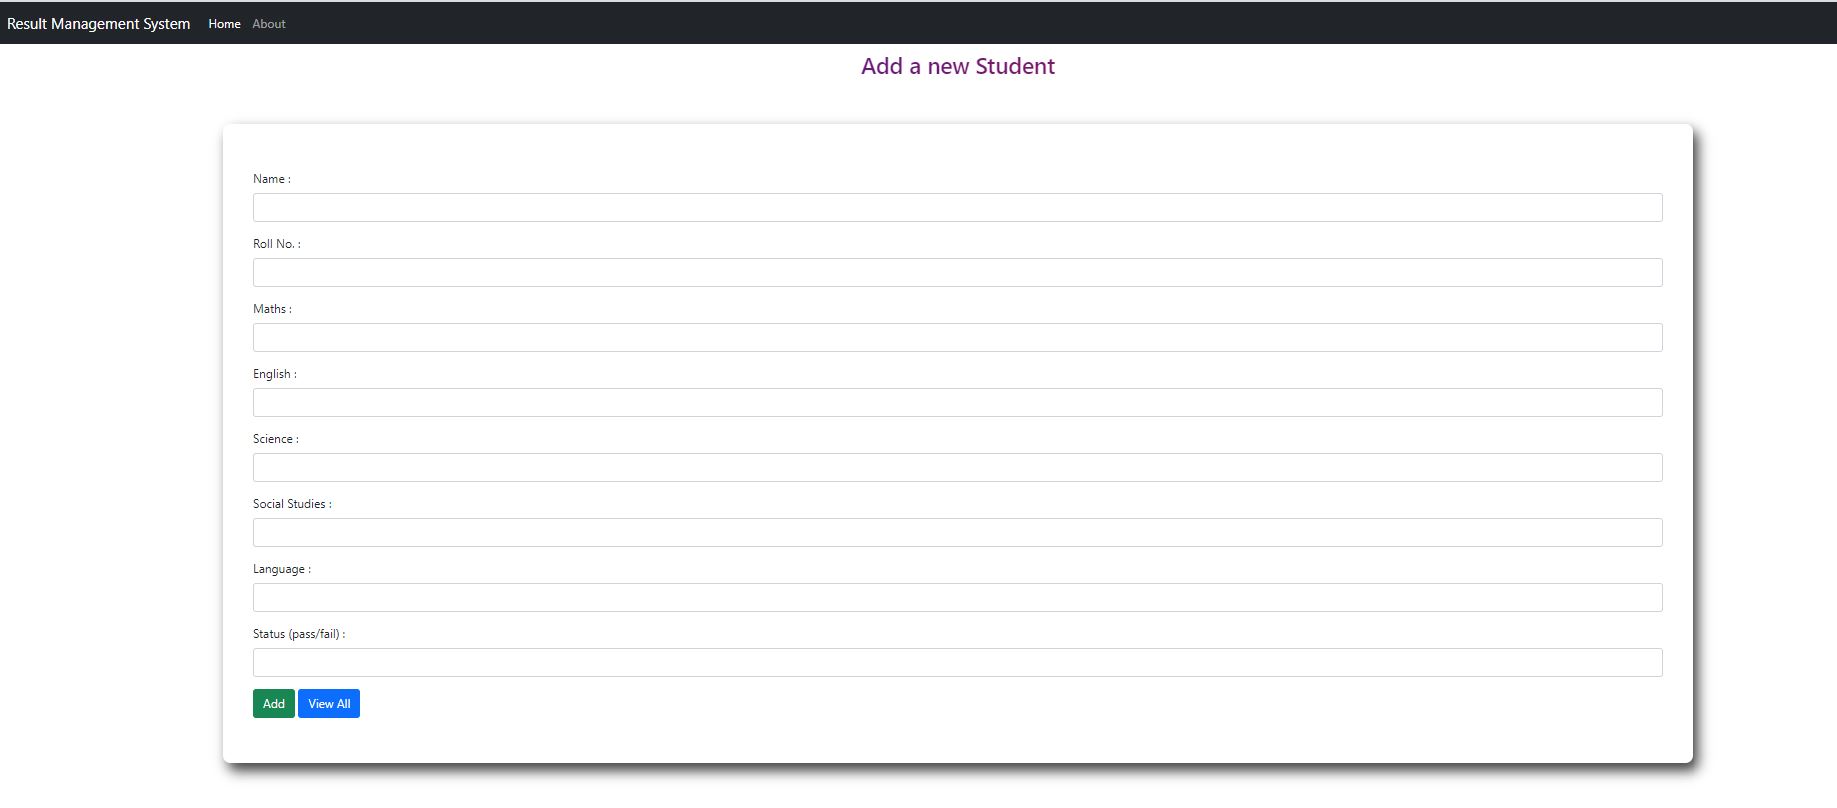 Result Management System Home About
Add a new Student
Name :
Roll No. :
Maths :
English :
Science :
Social Studies :
Language :
Status (pass/fail) :
Add View All